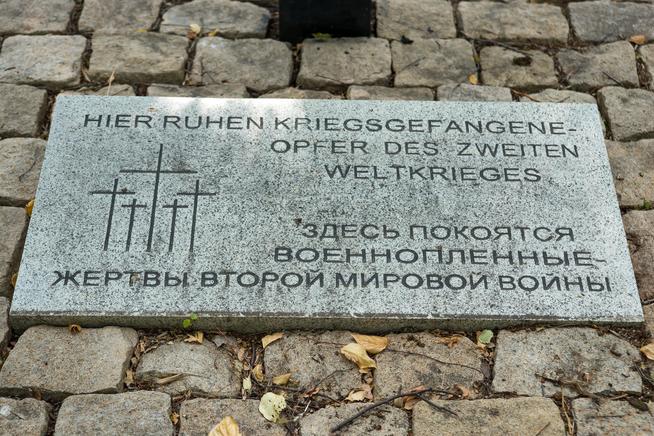 HIER RUHEN KRIEGSGEFANGENE-
OPFER DES ZWEITEN
WELTKRIEGES
ЗДЕСЬ ПОКОЯТСЯ
ВОЕННОПЛЕННЫЕ-
ЖЕРТВЫ ВТОРОЙ МИРОВОЙ ВОЙНЫ